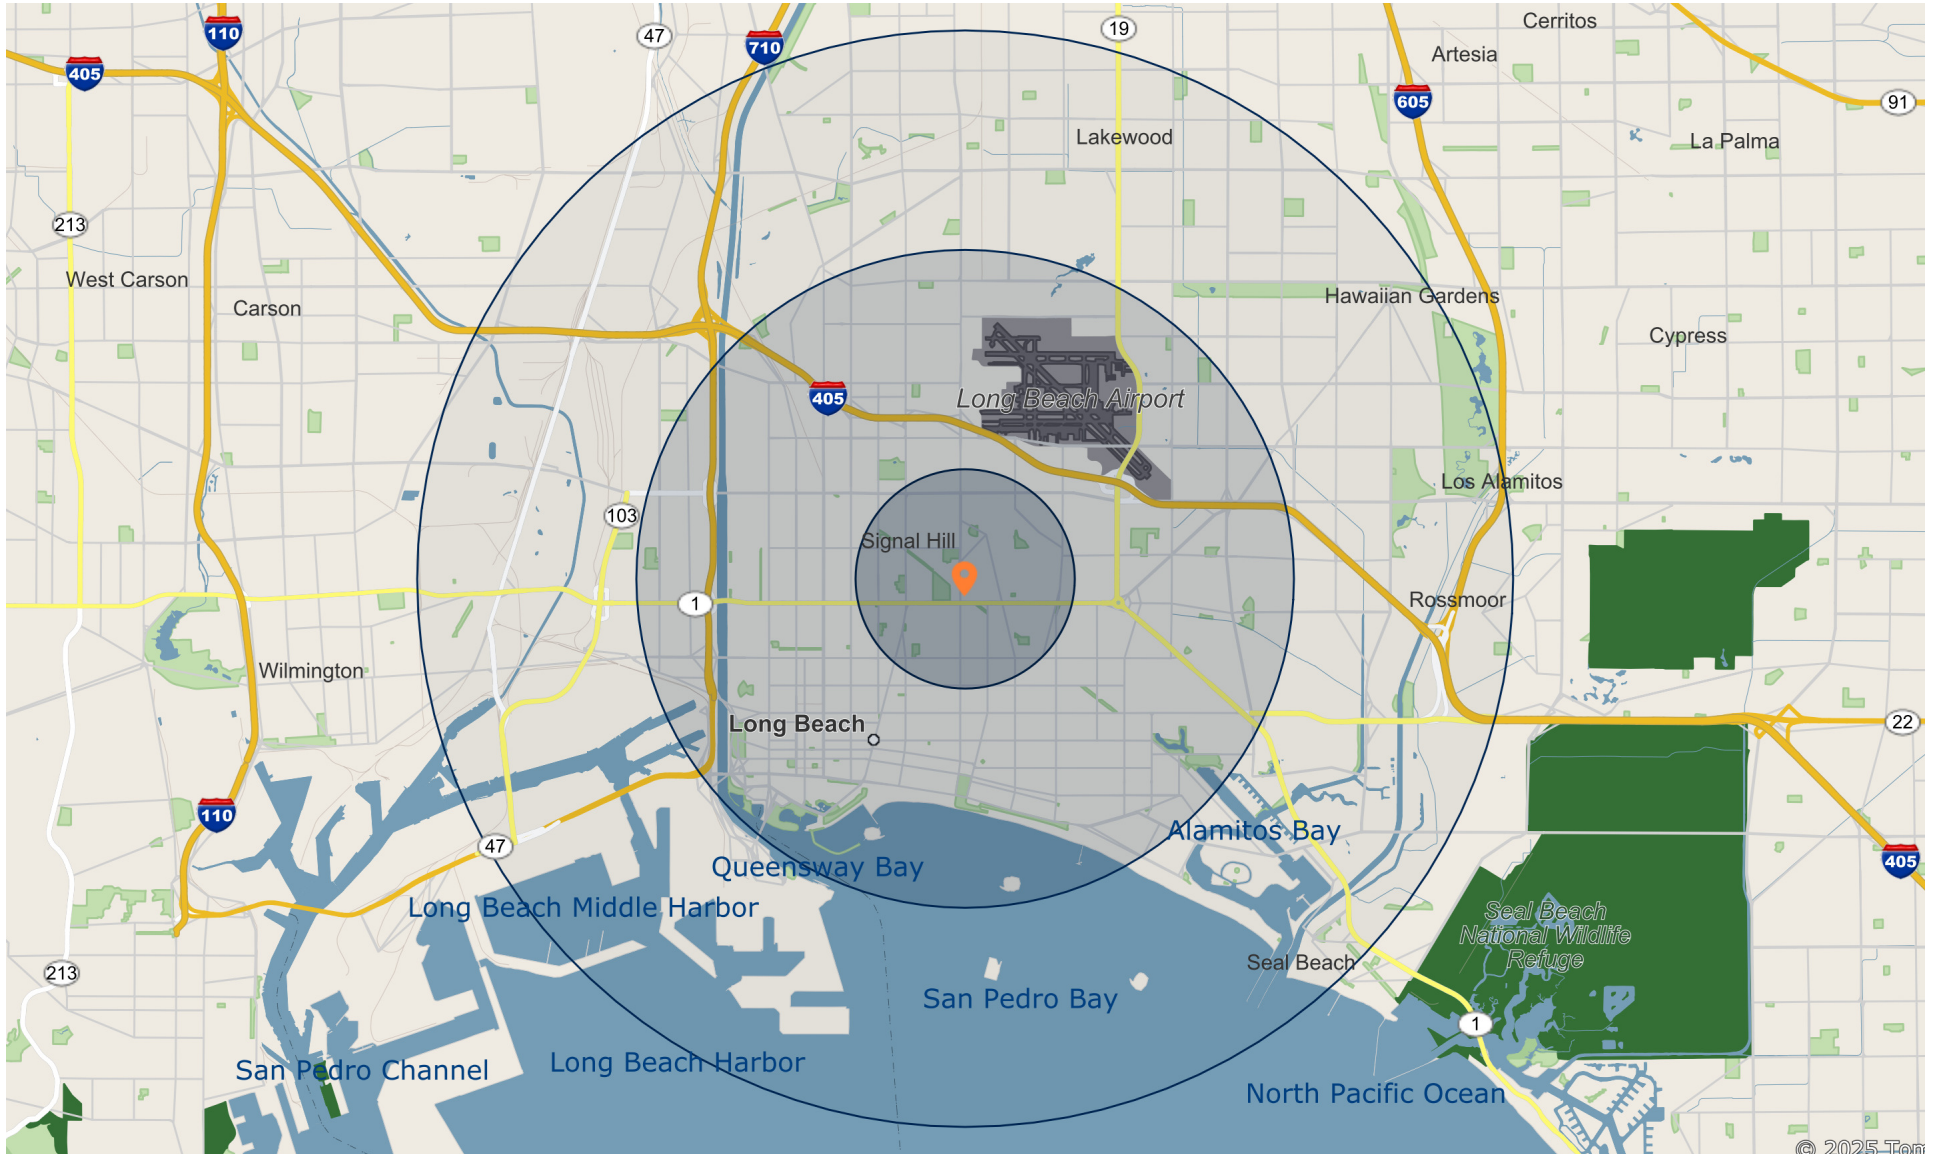 Cerritos
110
47
19
710
Artesia
405
605
91
Lakewood
La Palma
213
West Carson
Hawaiian Gardens
Carson
Cypress
405
Long Beach Airport
Los Alamitos
103
Signal Hill
1
Rossmoor
Wilmington
Long Beach
22
110
Alamitos Bay
47
405
Queensway Bay
Long Beach Middle Harbor
Seal Beach
National Wildlife
Refuge
Seal Beach
213
San Pedro Bay
1
Long Beach Harbor
San Pedro Channel
North Pacific Ocean
© 2025 Tom